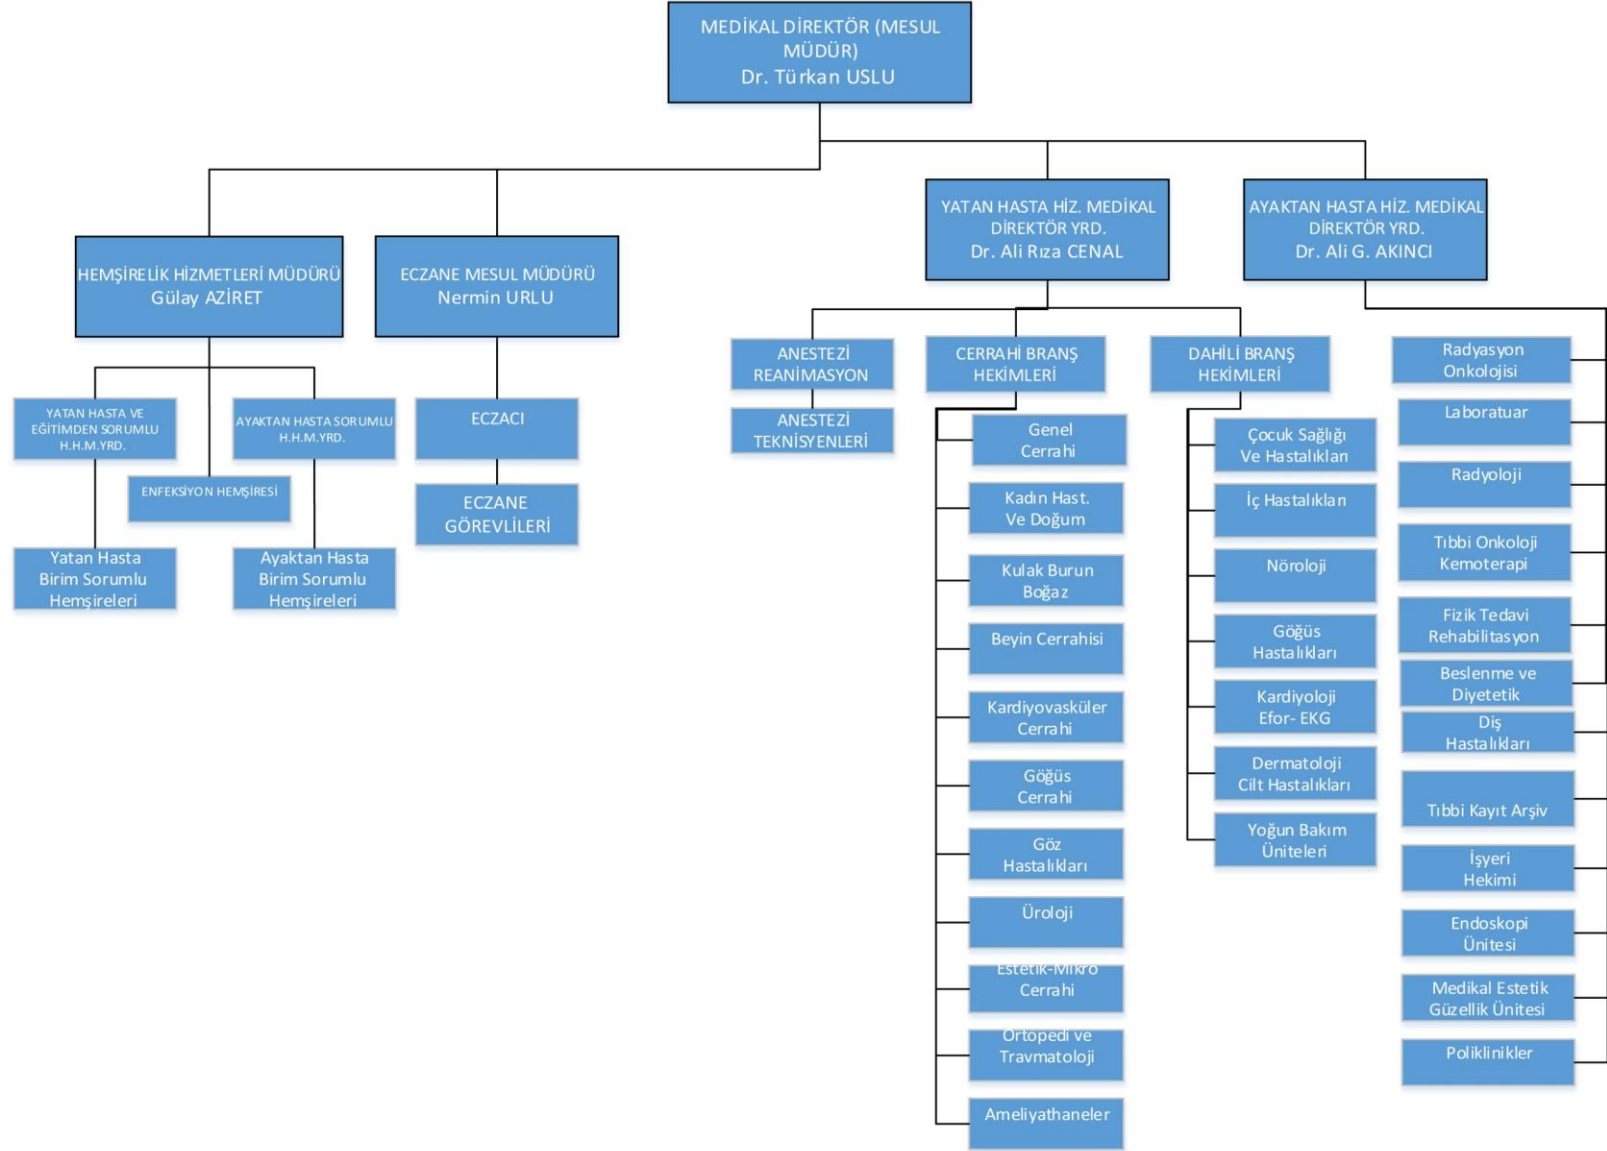 MEDİKAL DİREKTÖR (MESUL
MÜDÜR)
Dr. Türkan USLU
HEMŞİRELİK HİZMETLERİ MÜDÜRÜ
Gülay AZİRET
ECZANE MESUL MÜDÜRÜ
Nermin URLU
YATAN HASTA HİZ. MEDİKAL
DİREKTÖR YRD.
Dr. Ali Rıza CENAL
AYAKTAN HASTA HİZ. MEDİKAL
DİREKTÖR YRD.
Dr. Ali G. AKINCI
YATAN HASTA VE
EĞİTİMDEN SORUMLU
H.H.M.YRD.
AYAKTAN HASTA SORUMLU
H.H.M.YRD.
ENFEKSİYON HEMŞİRESİ
Yatan Hasta
Birim Sorumlu
Hemşireleri
Ayaktan Hasta
Birim Sorumlu
Hemşireleri
ECZACI
ECZANE
GÖREVLİLERİ
ANESTEZİ
REANİMASYON
ANESTEZİ
TEKNİSYENLERİ
CERRAHİ BRANŞ
HEKİMLERİ
Genel
Cerrahi
Kadın Hast.
Ve Doğum
Kulak Burun
Boğaz
Beyin Cerrahisi
Kardiyovasküler
Cerrahi
Göğüs
Cerrahi
Göz
Hastalıkları
Üroloji
Estetik-Mikro
Cerrahi
Ortopedi ve
Travmatoloji
Ameliyathaneler
DAHİLİ BRANŞ
HEKİMLERİ
Çocuk Sağlığı
Ve Hastalıkları
İç Hastalıkları
Nöroloji
Göğüs
Hastalıkları
Kardiyoloji
Efor- EKG
Dermatoloji
Cilt Hastalıkları
Yoğun Bakım
Üniteleri
Radyasyon
Onkolojisi
Laboratuar
Radyoloji
Tıbbi Onkoloji
Kemoterapi
Fizik Tedavi
Rehabilitasyon
Beslenme ve
Diyetetik
Diş
Hastalıkları
Tıbbi Kayıt Arşiv
İşyeri
Hekimi
Endoskopi
Ünitesi
Medikal Estetik
Güzellik Ünitesi
Poliklinikler